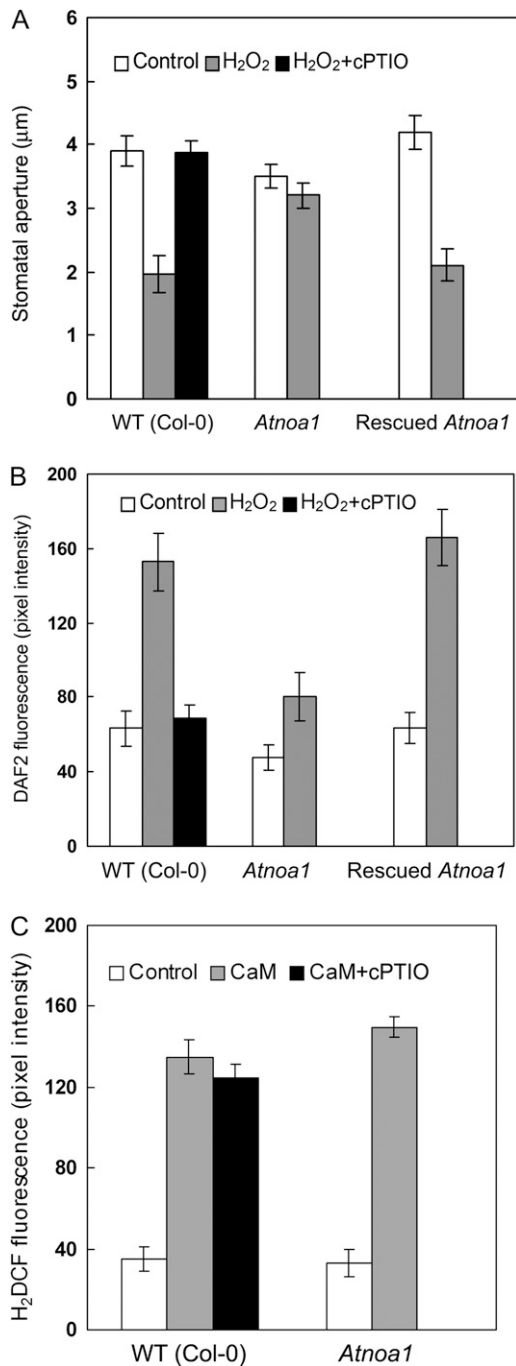 A
Stomatal aperture (μm)
6
5
4
3
2
1
0
Control H₂O₂ H₂O₂+cPTIO
WT (Col-0) Atnoa1 Rescued Atnoa1
B
DAF2 fluorescence (pixel intensity)
200
160
120
80
40
0
Control H₂O₂ H₂O₂+cPTIO
WT (Col-0) Atnoa1 Rescued Atnoa1
C
H₂DCF fluorescence (pixel intensity)
200
160
120
80
40
0
Control CaM CaM+cPTIO
WT (Col-0) Atnoa1